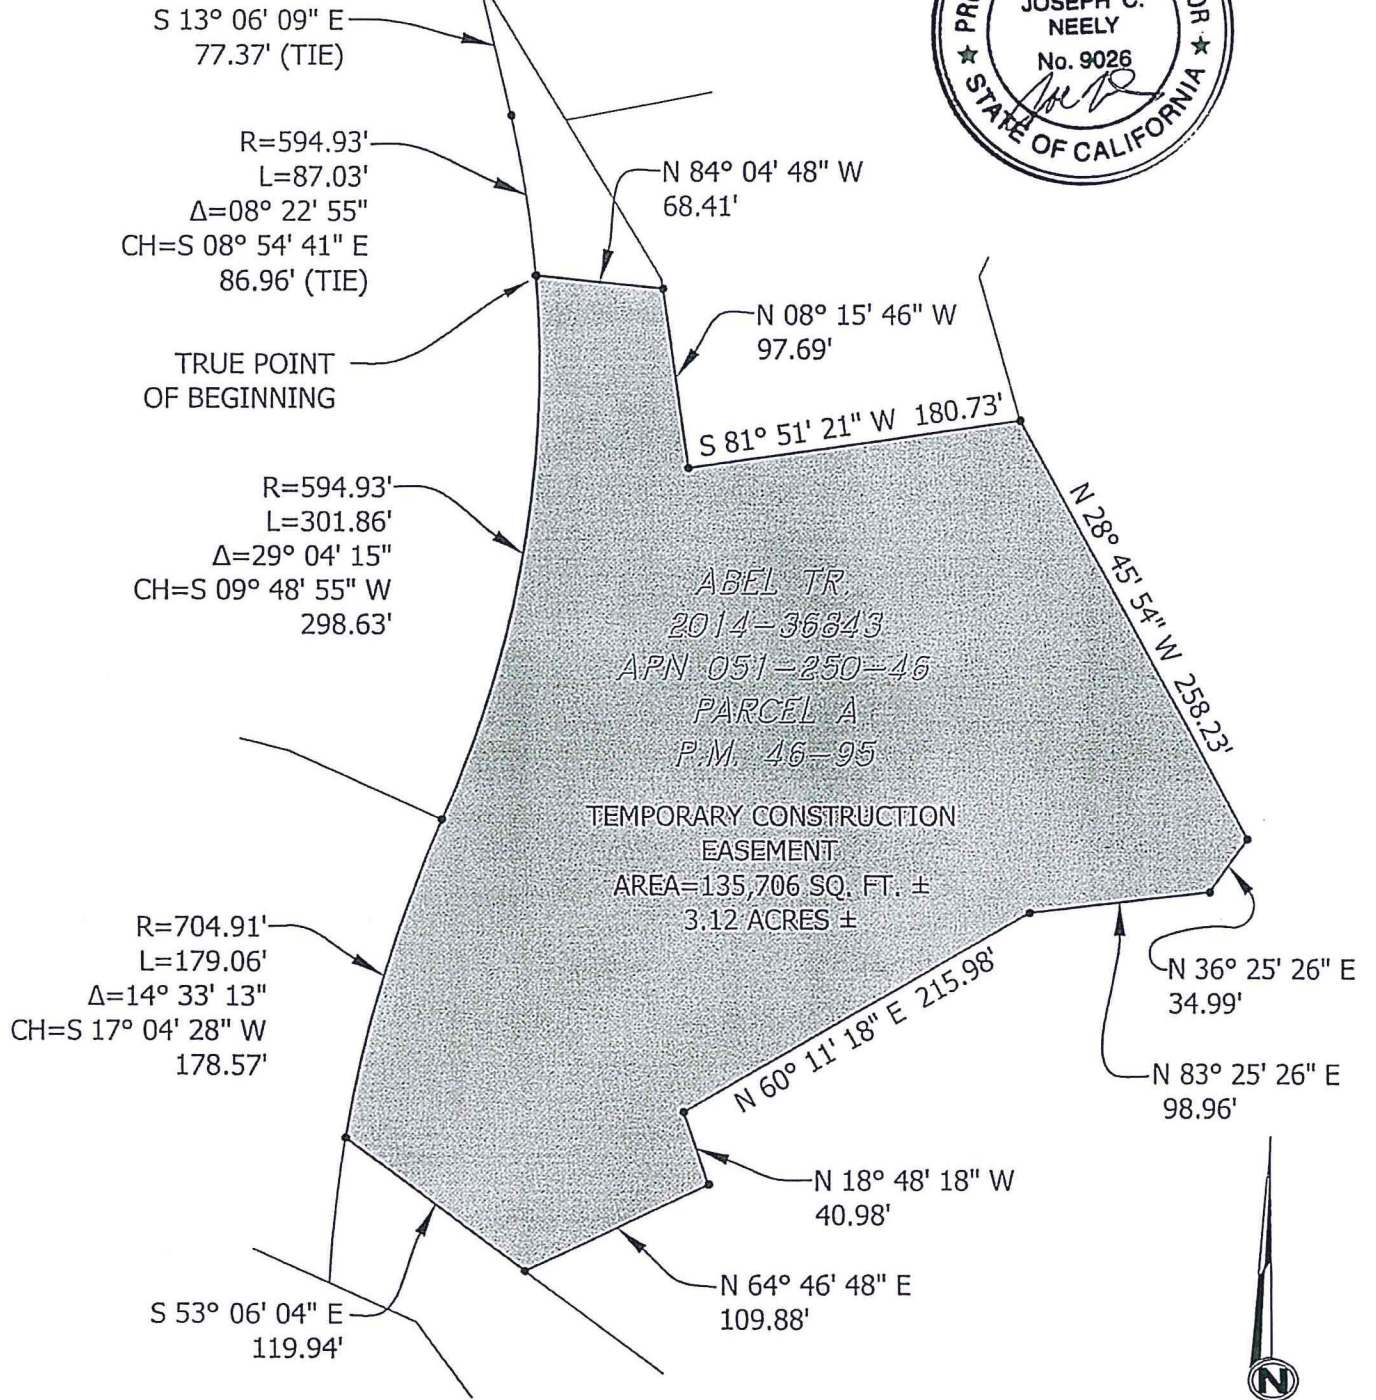 S 13° 06' 09" E
77.37' (TIE)
JOSEPH C.
NEELY
No. 9026
STATE OF CALIFORNIA
R=594.93'
L=87.03'
Δ=08° 22' 55"
CH=S 08° 54' 41" E
86.96' (TIE)
N 84° 04' 48" W
68.41'
N 08° 15' 46" W
97.69'
TRUE POINT
OF BEGINNING
S 81° 51' 21" W 180.73'
R=594.93'
L=301.86'
Δ=29° 04' 15"
CH=S 09° 48' 55" W
298.63'
N 28° 45' 54" W 258.23'
ABEL TR.
2014-36843
APN 051-250-46
PARCEL A
P.M. 46-95
TEMPORARY CONSTRUCTION
EASEMENT
AREA=135,706 SQ. FT. ±
3.12 ACRES ±
R=704.91'
L=179.06'
Δ=14° 33' 13"
CH=S 17° 04' 28" W
178.57'
N 60° 11' 18" E 215.98'
N 36° 25' 26" E
34.99'
N 83° 25' 26" E
98.96'
N 18° 48' 18" W
40.98'
N 64° 46' 48" E
109.88'
S 53° 06' 04" E
119.94'
N